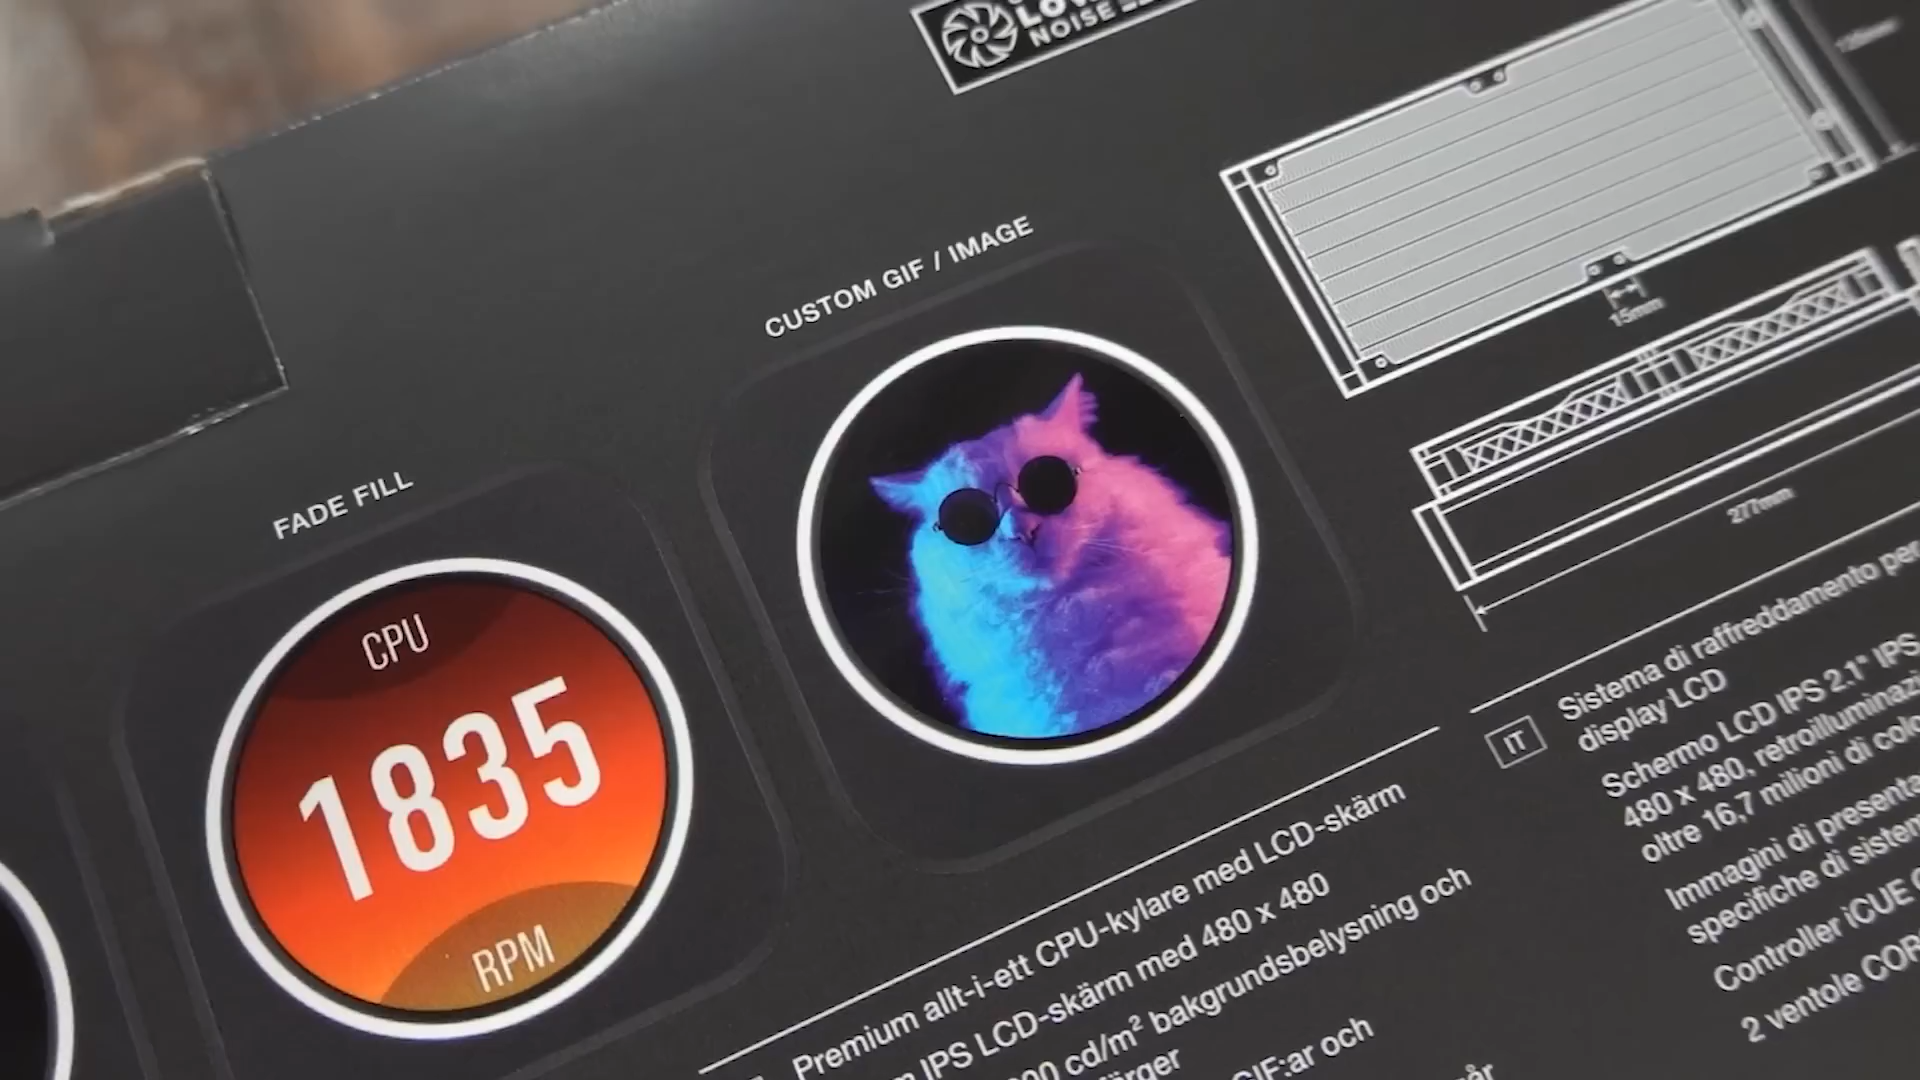 NOISE
CUSTOM GIF / IMAGE
FADE FILL
CPU
1835
RPM
15mm
277mm
Premium allt-i-ett CPU-kylare med LCD-skärm
IPS LCD-skärm med 480 x 480
cd/m² bakgrundsbelysning och
GIF:ar och
IT
Sistema di raffreddamento per
display LCD
Schermo LCD IPS 2.1" IPS
480 x 480, retroilluminazi
oltre 16,7 milioni di colo
Immagini di presenta
specifiche di sistem
Controller iCUE
2 ventole COR